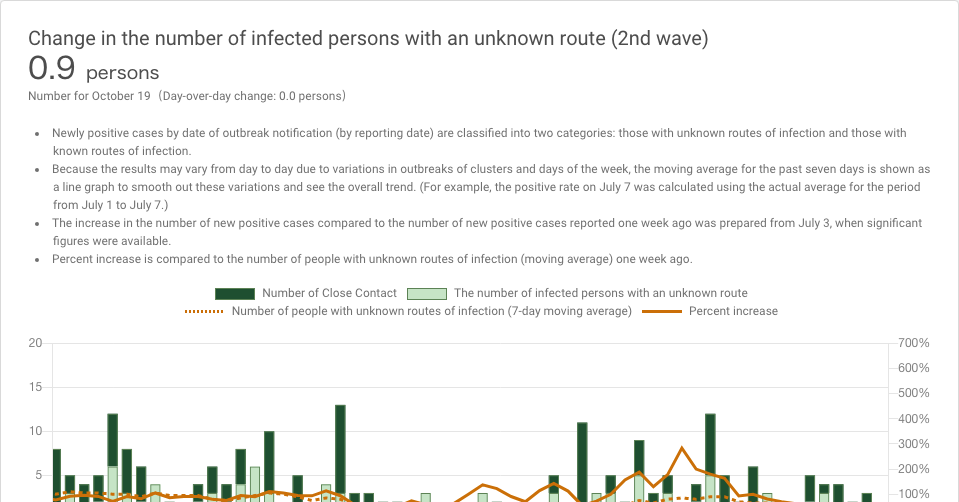 Change in the number of infected persons with an unknown route (2nd wave)
0.9 persons
Number for October 19 (Day-over-day change: 0.0 persons)
• Newly positive cases by date of outbreak notification (by reporting date) are classified into two categories: those with unknown routes of infection and those with
known routes of infection.
• Because the results may vary from day to day due to variations in outbreaks of clusters and days of the week, the moving average for the past seven days is shown as
a line graph to smooth out these variations and see the overall trend. (For example, the positive rate on July 7 was calculated using the actual average for the period
from July 1 to July 7.)
• The increase in the number of new positive cases compared to the number of new positive cases reported one week ago was prepared from July 3, when significant
figures were available.
• Percent increase is compared to the number of people with unknown routes of infection (moving average) one week ago.
Number of Close Contact The number of infected persons with an unknown route
Number of people with unknown routes of infection (7-day moving average) Percent increase
20 700%
600%
15 500%
400%
10 300%
5 200%
100%